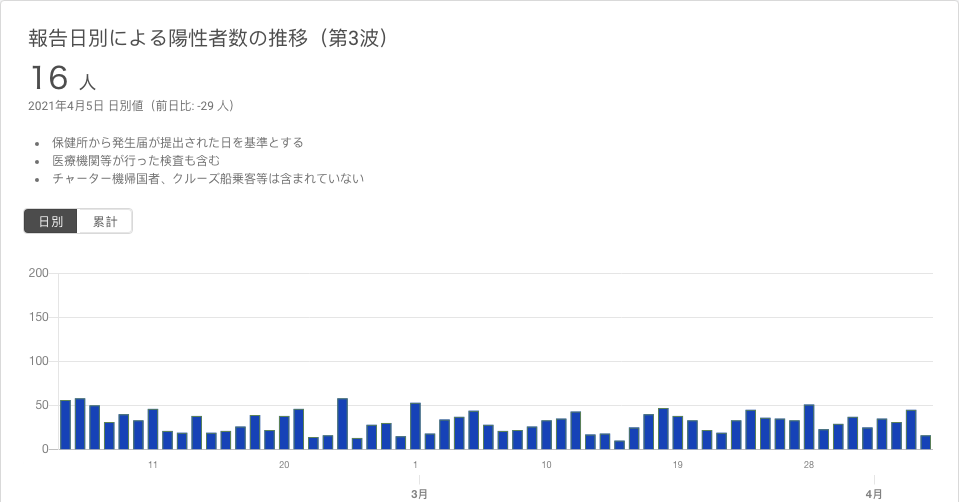 報告日別による陽性者数の推移（第3波）
16 人
2021年4月5日 日別値（前日比: -29 人）
保健所から発生届が提出された日を基準とする
医療機関等が行った検査も含む
チャーター機帰国者、クルーズ船乗客等は含まれていない
日別 累計
200
150
100
50
0
11 20 1 10 19 28
3月 4月